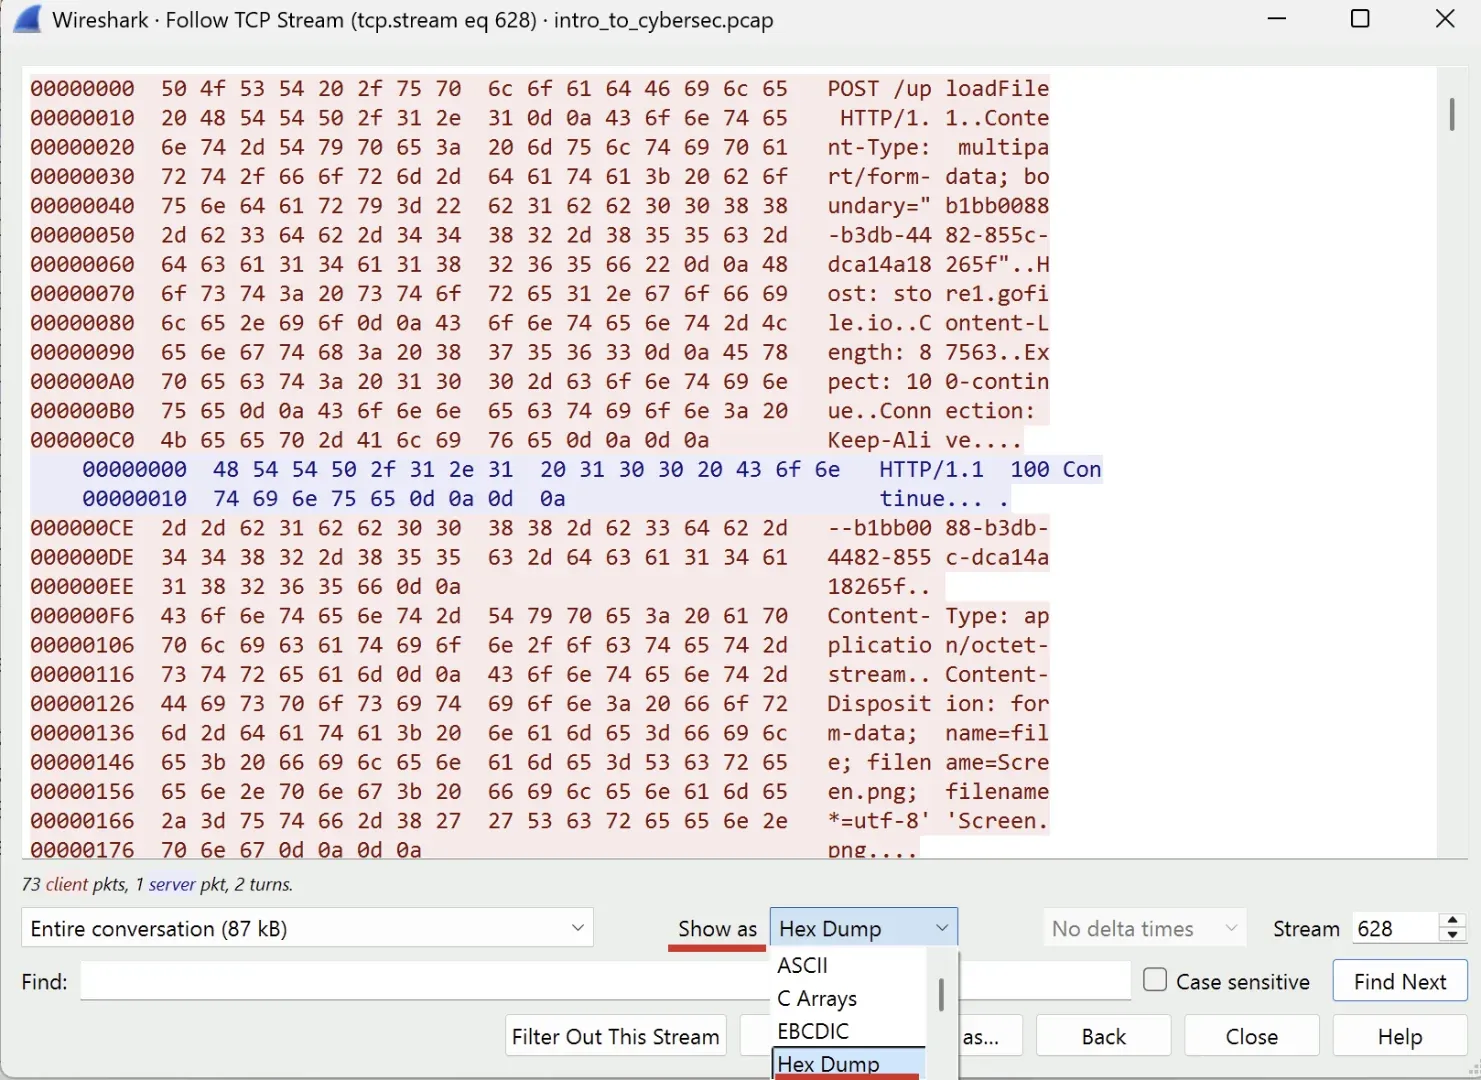 Wireshark · Follow TCP Stream (tcp.stream eq 628) · intro_to_cybersec.pcap
00000000  50 4f 53 54 20 2f 75 70  6c 6f 61 64 46 69 6c 65   POST /up loadFile
00000010  20 48 54 54 50 2f 31 2e  31 0d 0a 43 6f 6e 74 65    HTTP/1. 1..Conte
00000020  6e 74 2d 54 79 70 65 3a  20 6d 75 6c 74 69 70 61   nt-Type:  multipa
00000030  72 74 2f 66 6f 72 6d 2d  64 61 74 61 3b 20 62 6f   rt/form- data; bo
00000040  75 6e 64 61 72 79 3d 22  62 31 62 62 30 30 38 38   undary=" b1bb0088
00000050  2d 62 33 64 62 2d 34 34  38 32 2d 38 35 35 63 2d   -b3db-44 82-855c-
00000060  64 63 61 31 34 61 31 38  32 36 35 66 22 0d 0a 48   dca14a18 265f"..H
00000070  6f 73 74 3a 20 73 74 6f  72 65 31 2e 67 6f 66 69   ost: sto re1.gofi
00000080  6c 65 2e 69 6f 0d 0a 43  6f 6e 74 65 6e 74 2d 4c   le.io..C ontent-L
00000090  65 6e 67 74 68 3a 20 38  37 35 36 33 0d 0a 45 78   ength: 8 7563..Ex
000000A0  70 65 63 74 3a 20 31 30  30 2d 63 6f 6e 74 69 6e   pect: 10 0-contin
000000B0  75 65 0d 0a 43 6f 6e 6e  65 63 74 69 6f 6e 3a 20   ue..Conn ection:
000000C0  4b 65 65 70 2d 41 6c 69  76 65 0d 0a 0d 0a   Keep-Ali ve....
00000000  48 54 54 50 2f 31 2e 31  20 31 30 30 20 43 6f 6e   HTTP/1.1  100 Con
00000010  74 69 6e 75 65 0d 0a 0d  0a   tinue... .
000000CE  2d 2d 62 31 62 62 30 30  38 38 2d 62 33 64 62 2d   --b1bb00 88-b3db-
000000DE  34 34 38 32 2d 38 35 35  63 2d 64 63 61 31 34 61   4482-855 c-dca14a
000000EE  31 38 32 36 35 66 0d 0a   18265f..
000000F6  43 6f 6e 74 65 6e 74 2d  54 79 70 65 3a 20 61 70   Content- Type: ap
00000106  70 6c 69 63 61 74 69 6f  6e 2f 6f 63 74 65 74 2d   plicatio n/octet-
00000116  73 74 72 65 61 6d 0d 0a  43 6f 6e 74 65 6e 74 2d   stream.. Content-
00000126  44 69 73 70 6f 73 69 74  69 6f 6e 3a 20 66 6f 72   Disposit ion: for
00000136  6d 2d 64 61 74 61 3b 20  6e 61 6d 65 3d 66 69 6c   m-data;  name=fil
00000146  65 3b 20 66 69 6c 65 6e  61 6d 65 3d 53 63 72 65   e; filen ame=Scre
00000156  65 6e 2e 70 6e 67 3b 20  66 69 6c 65 6e 61 6d 65   en.png;  filename
00000166  2a 3d 75 74 66 2d 38 27  27 53 63 72 65 65 6e 2e   *=utf-8' 'Screen.
00000176  70 6e 67 0d 0a 0d 0a   png....
73 client pkts, 1 server pkt, 2 turns.
Entire conversation (87 kB) Show as Hex Dump No delta times Stream 628
ASCII
Find: Case sensitive Find Next
C Arrays
EBCDIC
Filter Out This Stream as... Back Close Help
Hex Dump